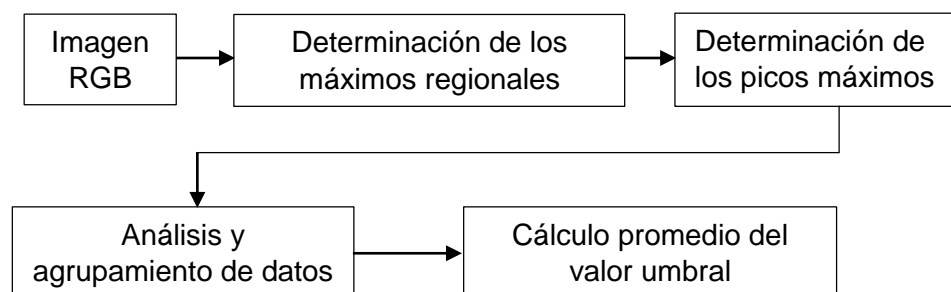 Imagen
RGB
Determinación de los
máximos regionales
Determinación de
los picos máximos
Análisis y
agrupamiento de datos
Cálculo promedio del
valor umbral